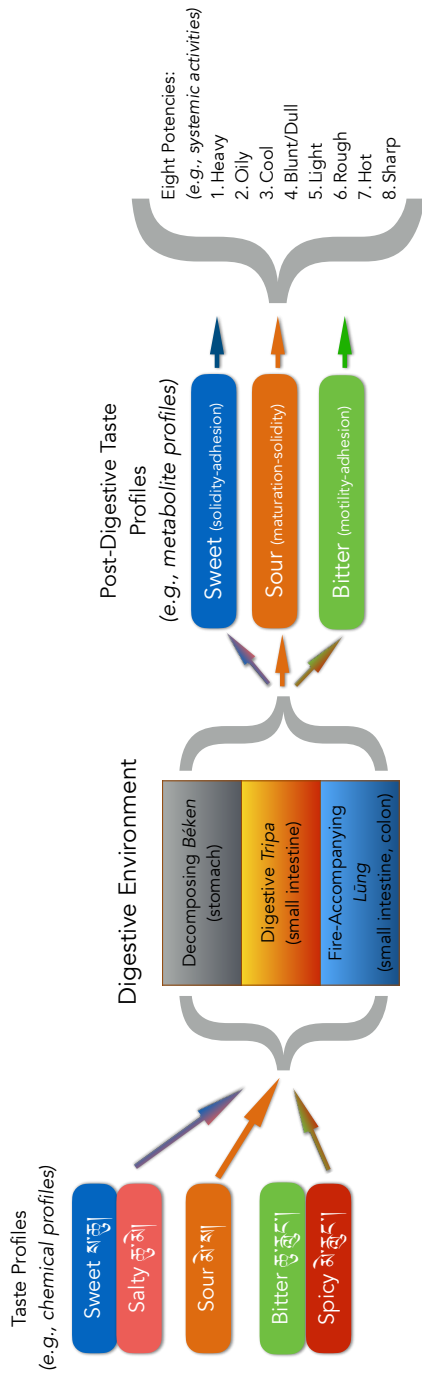 Taste Profiles
(e.g., chemical profiles)
Sweet ས་ཆུ།
Salty ཆུ་མེ།
Sour མེ་ས།
Bitter ཆུ་རླུང་།
Spicy མེ་རླུང་།
Digestive Environment
Decomposing Béken
(stomach)
Digestive Tripa
(small intestine)
Fire-Accompanying
Lūng
(small intestine, colon)
Post-Digestive Taste
Profiles
(e.g., metabolite profiles)
Sweet (solidity-adhesion)
Sour (maturation-solidity)
Bitter (motility-adhesion)
Eight Potencies:
(e.g., systemic activities)
1. Heavy
2. Oily
3. Cool
4. Blunt/Dull
5. Light
6. Rough
7. Hot
8. Sharp